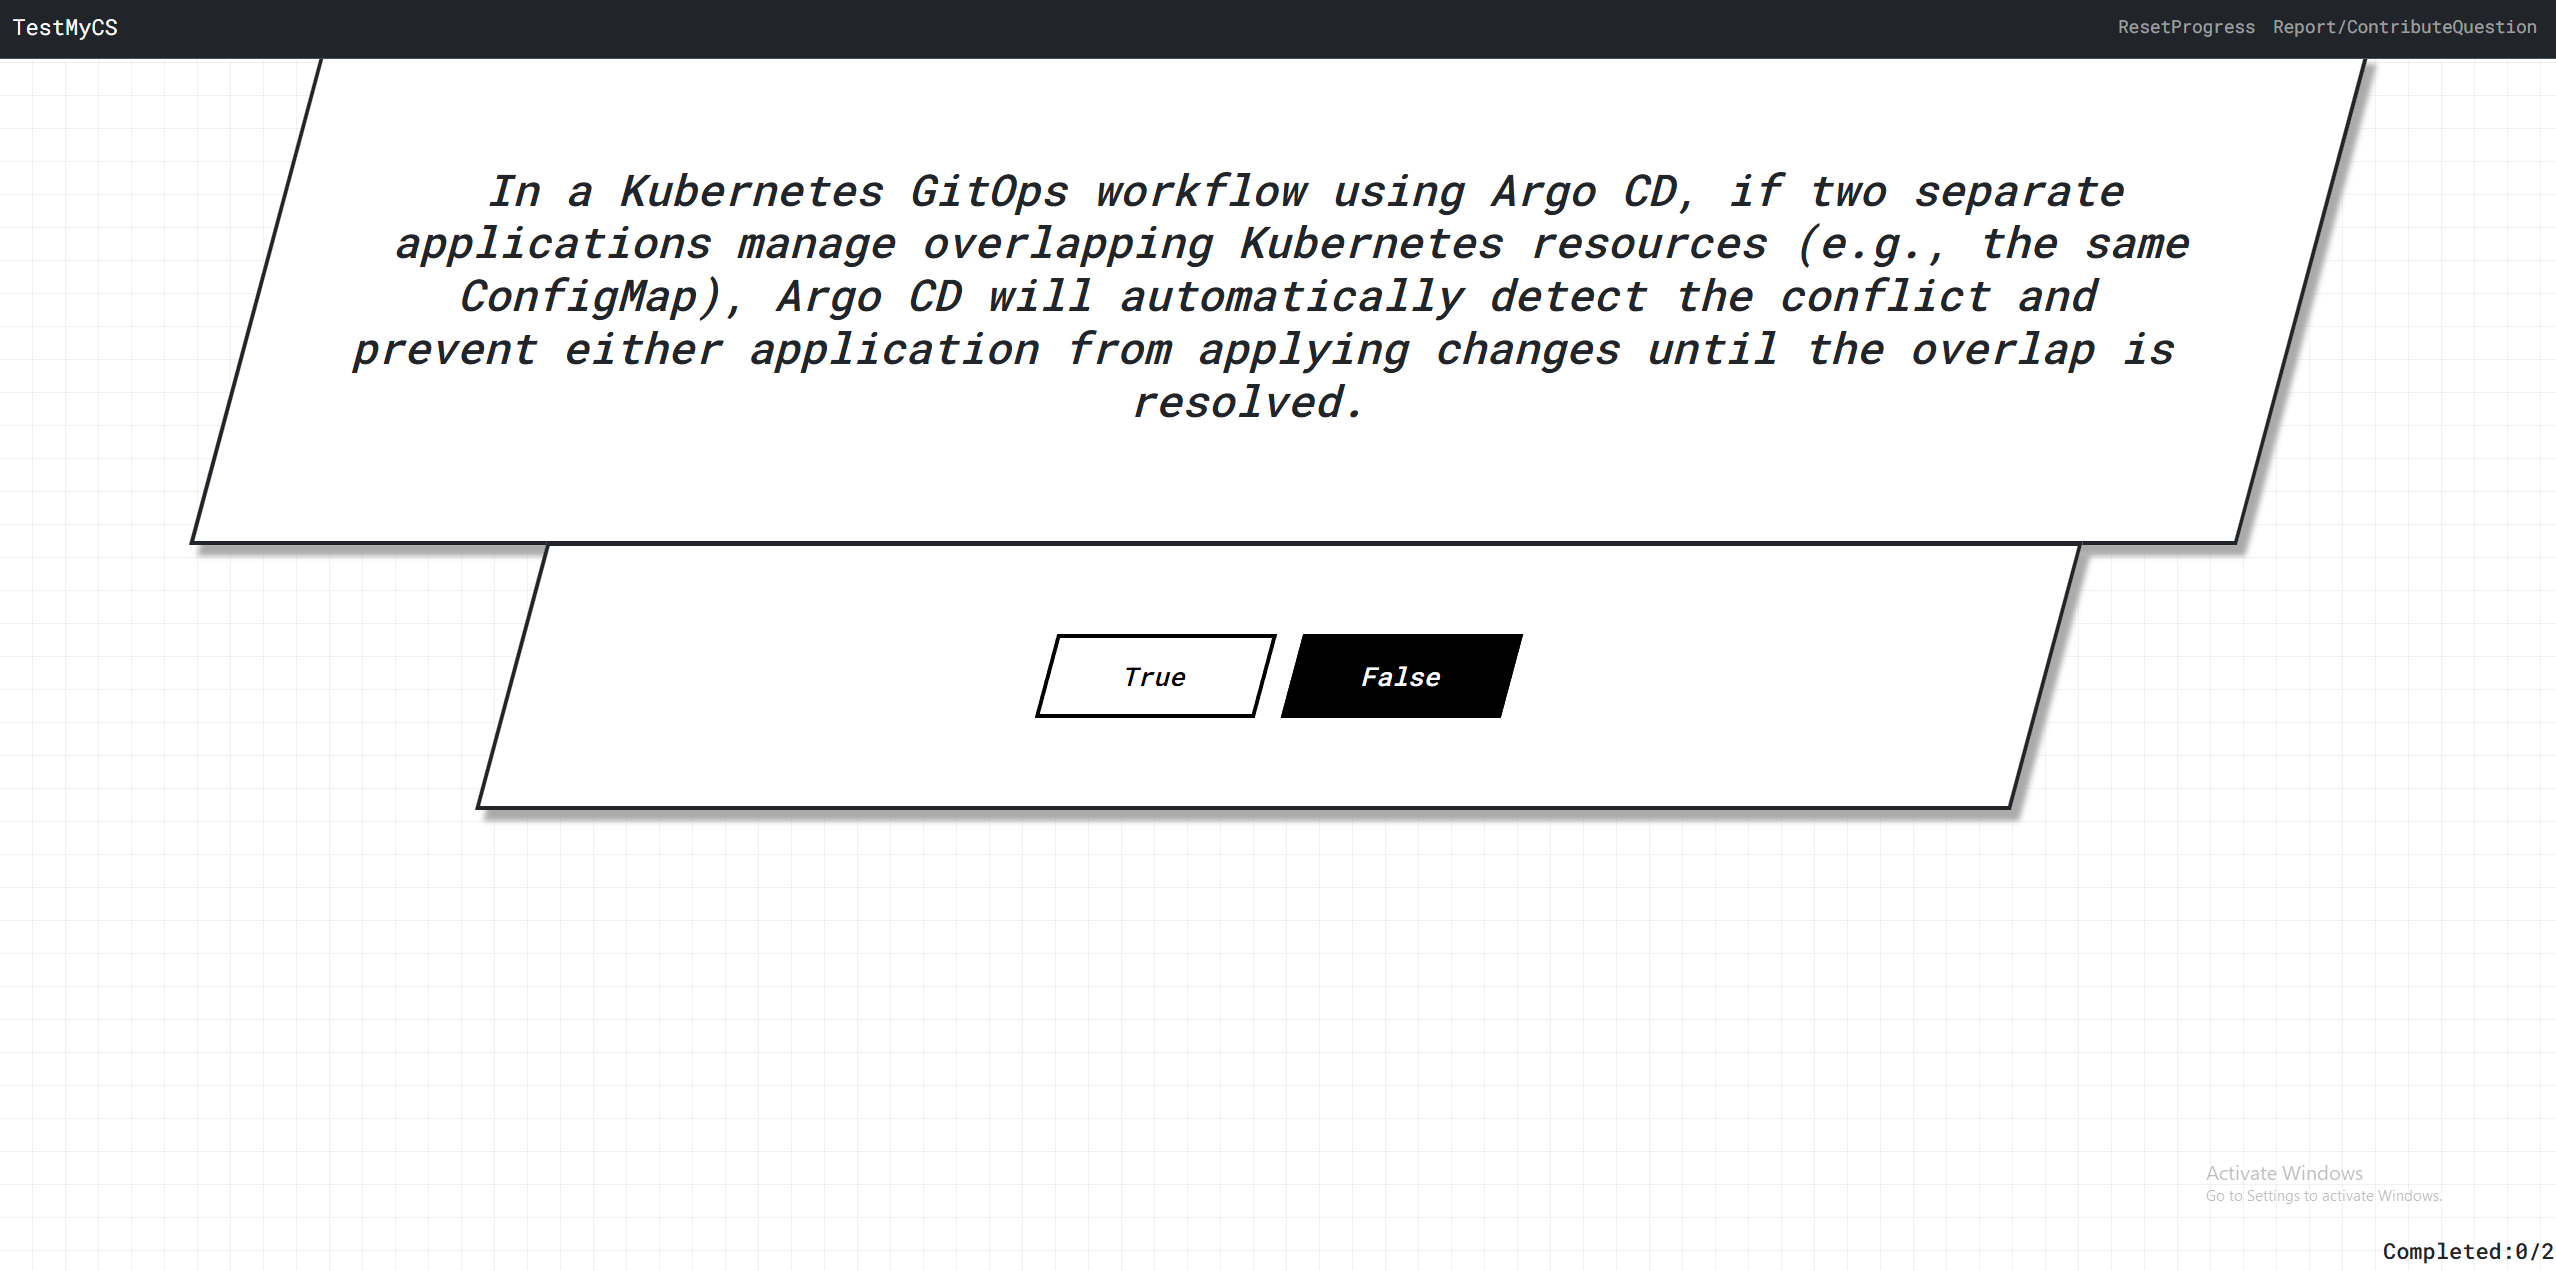 TestMyCS
ResetProgress Report/ContributeQuestion
In a Kubernetes GitOps workflow using Argo CD, if two separate
applications manage overlapping Kubernetes resources (e.g., the same
ConfigMap), Argo CD will automatically detect the conflict and
prevent either application from applying changes until the overlap is
resolved.
True False
Activate Windows
Go to Settings to activate Windows.
Completed:0/2